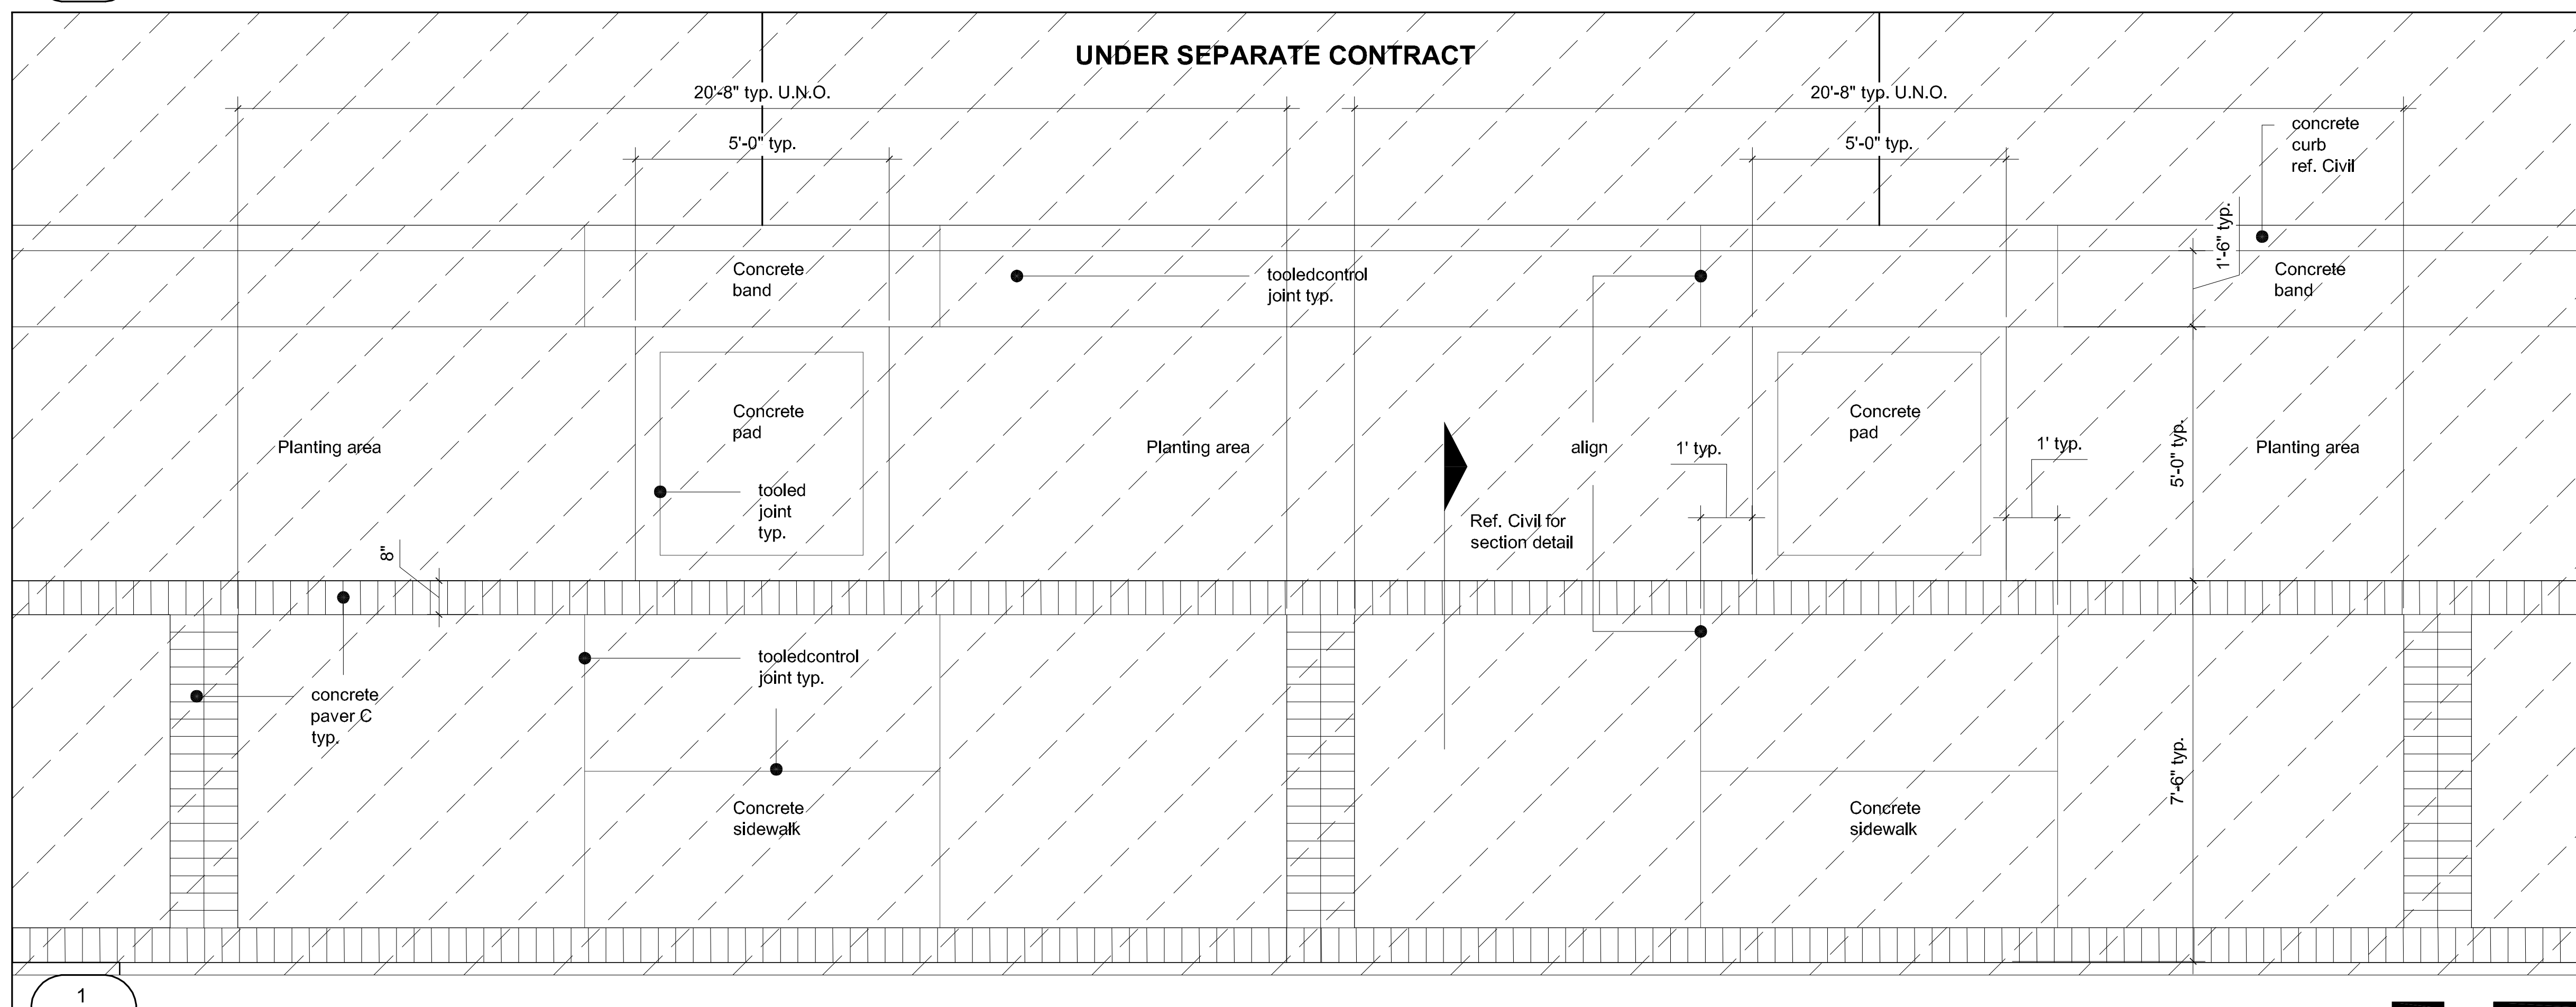 UNDER SEPARATE CONTRACT
20'-8" typ. U.N.O.
20'-8" typ. U.N.O.
5'-0" typ.
5'-0" typ.
concrete
curb
ref. Civil
1'-6" typ.
Concrete
band
tooledcontrol
joint typ.
Concrete
band
Planting area
Concrete
pad
tooled
joint
typ.
Planting area
align
1' typ.
Concrete
pad
1' typ.
5'-0" typ.
Planting area
Ref. Civil for
section detail
8"
concrete
paver C
typ.
tooledcontrol
joint typ.
Concrete
sidewalk
Concrete
sidewalk
7'-6" typ.
1